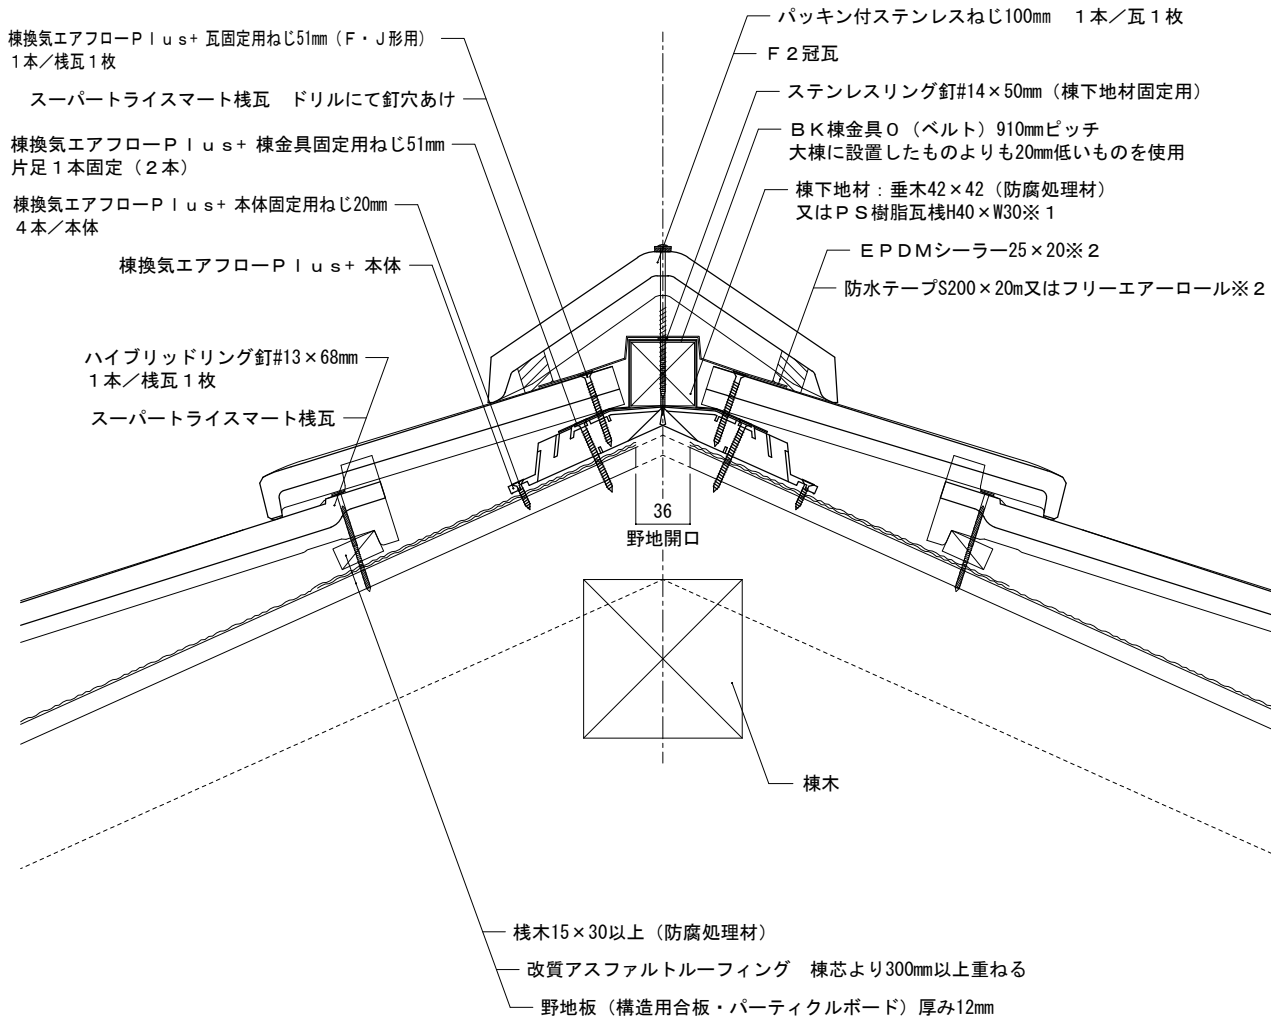 棟換気エアフローＰｌｕｓ+ 瓦固定用ねじ51mm（Ｆ・Ｊ形用）
１本／桟瓦１枚
スーパートライスマート桟瓦　ドリルにて釘穴あけ
棟換気エアフローＰｌｕｓ+ 棟金具固定用ねじ51mm
片足１本固定（２本）
棟換気エアフローＰｌｕｓ+ 本体固定用ねじ20mm
４本／本体
棟換気エアフローＰｌｕｓ+ 本体
ハイブリッドリング釘#13×68mm
１本／桟瓦１枚
スーパートライスマート桟瓦
パッキン付ステンレスねじ100mm　１本／瓦１枚
Ｆ２冠瓦
ステンレスリング釘#14×50mm（棟下地材固定用）
ＢＫ棟金具Ｏ（ベルト）910mmピッチ
大棟に設置したものよりも20mm低いものを使用
棟下地材：垂木42×42（防腐処理材）
又はＰＳ樹脂瓦桟H40×W30※１
ＥＰＤＭシーラー25×20※２
防水テープS200×20m又はフリーエアーロール※２
36
野地開口
棟木
桟木15×30以上（防腐処理材）
改質アスファルトルーフィング　棟芯より300mm以上重ねる
野地板（構造用合板・パーティクルボード）厚み12mm